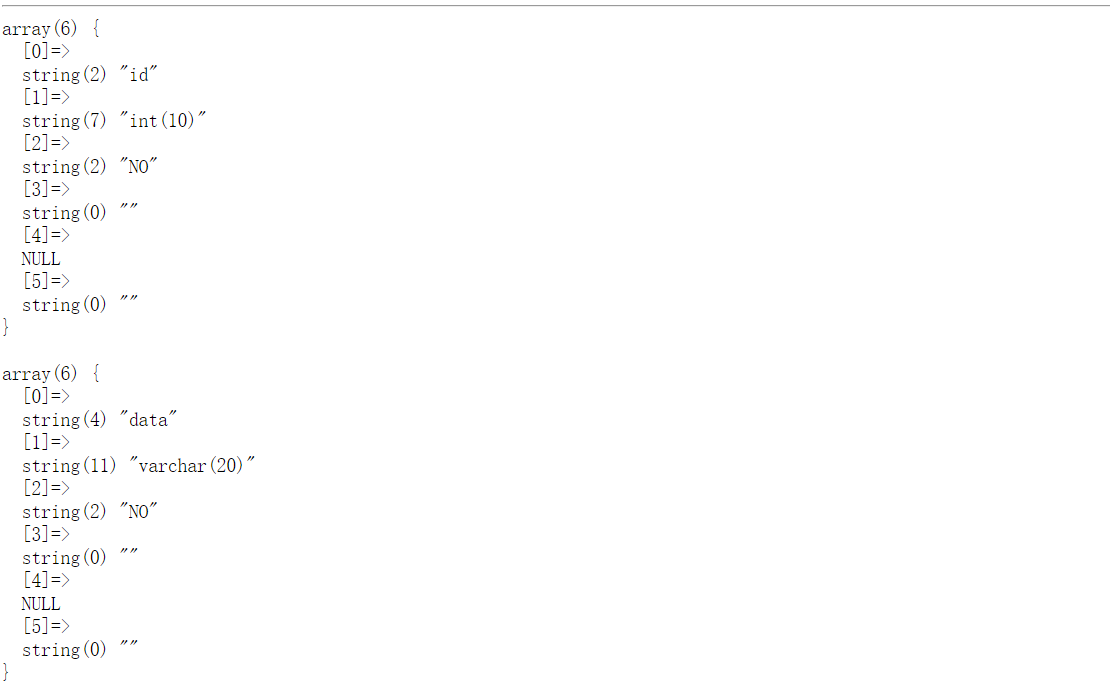 array(6) {
  [0]=>
  string(2) "id"
  [1]=>
  string(7) "int(10)"
  [2]=>
  string(2) "NO"
  [3]=>
  string(0) ""
  [4]=>
  NULL
  [5]=>
  string(0) ""
}
array(6) {
  [0]=>
  string(4) "data"
  [1]=>
  string(11) "varchar(20)"
  [2]=>
  string(2) "NO"
  [3]=>
  string(0) ""
  [4]=>
  NULL
  [5]=>
  string(0) ""
}